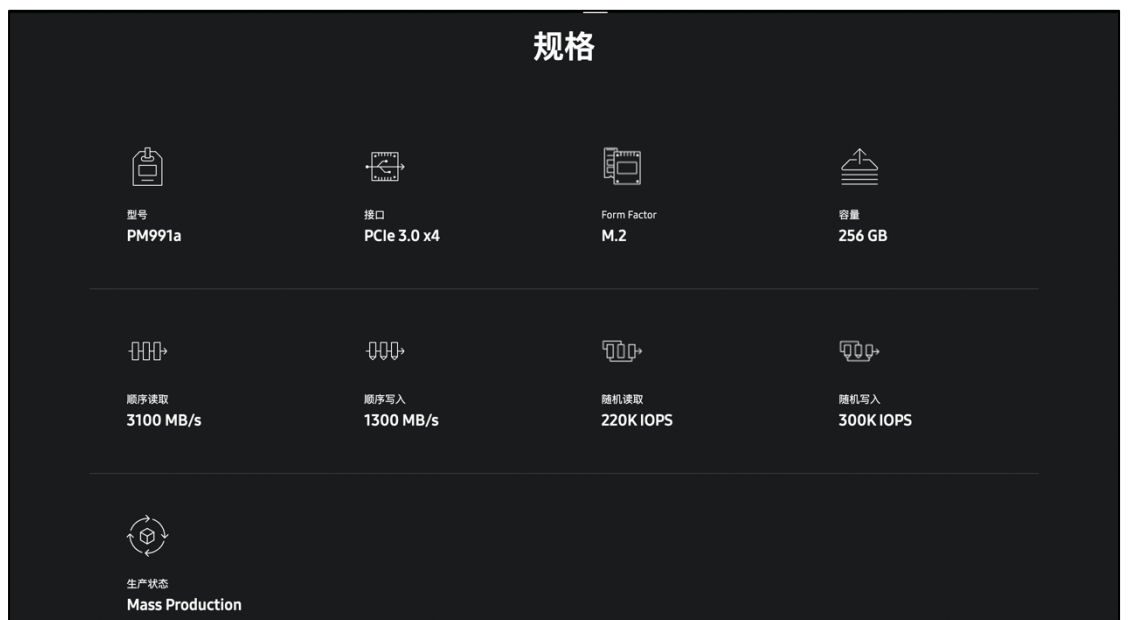 规格
型号
PM991a
接口
PCIe 3.0 x4
Form Factor
M.2
容量
256 GB
顺序读取
3100 MB/s
顺序写入
1300 MB/s
随机读取
220K IOPS
随机写入
300K IOPS
生产状态
Mass Production